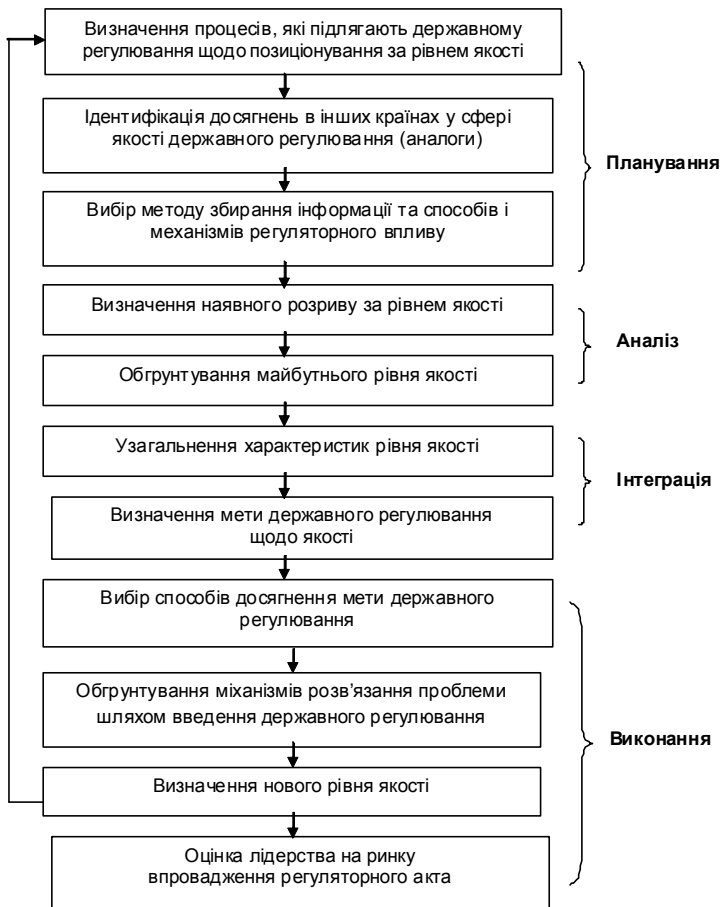 Визначення процесів, які підлягають державному
регулювання щодо позиціонування за рівнем якості
Ідентифікація досягнень в інших країнах у сфері
якості державного регулювання (аналоги)
Планування
Вибір методу збирання інформації та способів і
механізмів регуляторного впливу
Визначення наявного розриву за рівнем якості
Аналіз
Обгрунтування майбутнього рівня якості
Узагальнення характеристик рівня якості
Інтеграція
Визначення мети державного регулювання
щодо якості
Вибір способів досягнення мети державного
регулювання
Обгрунтування міханізмів розв’язання проблеми
шляхом введення державного регулювання
Виконання
Визначення нового рівня якості
Оцінка лідерства на ринку
впровадження регуляторного акта